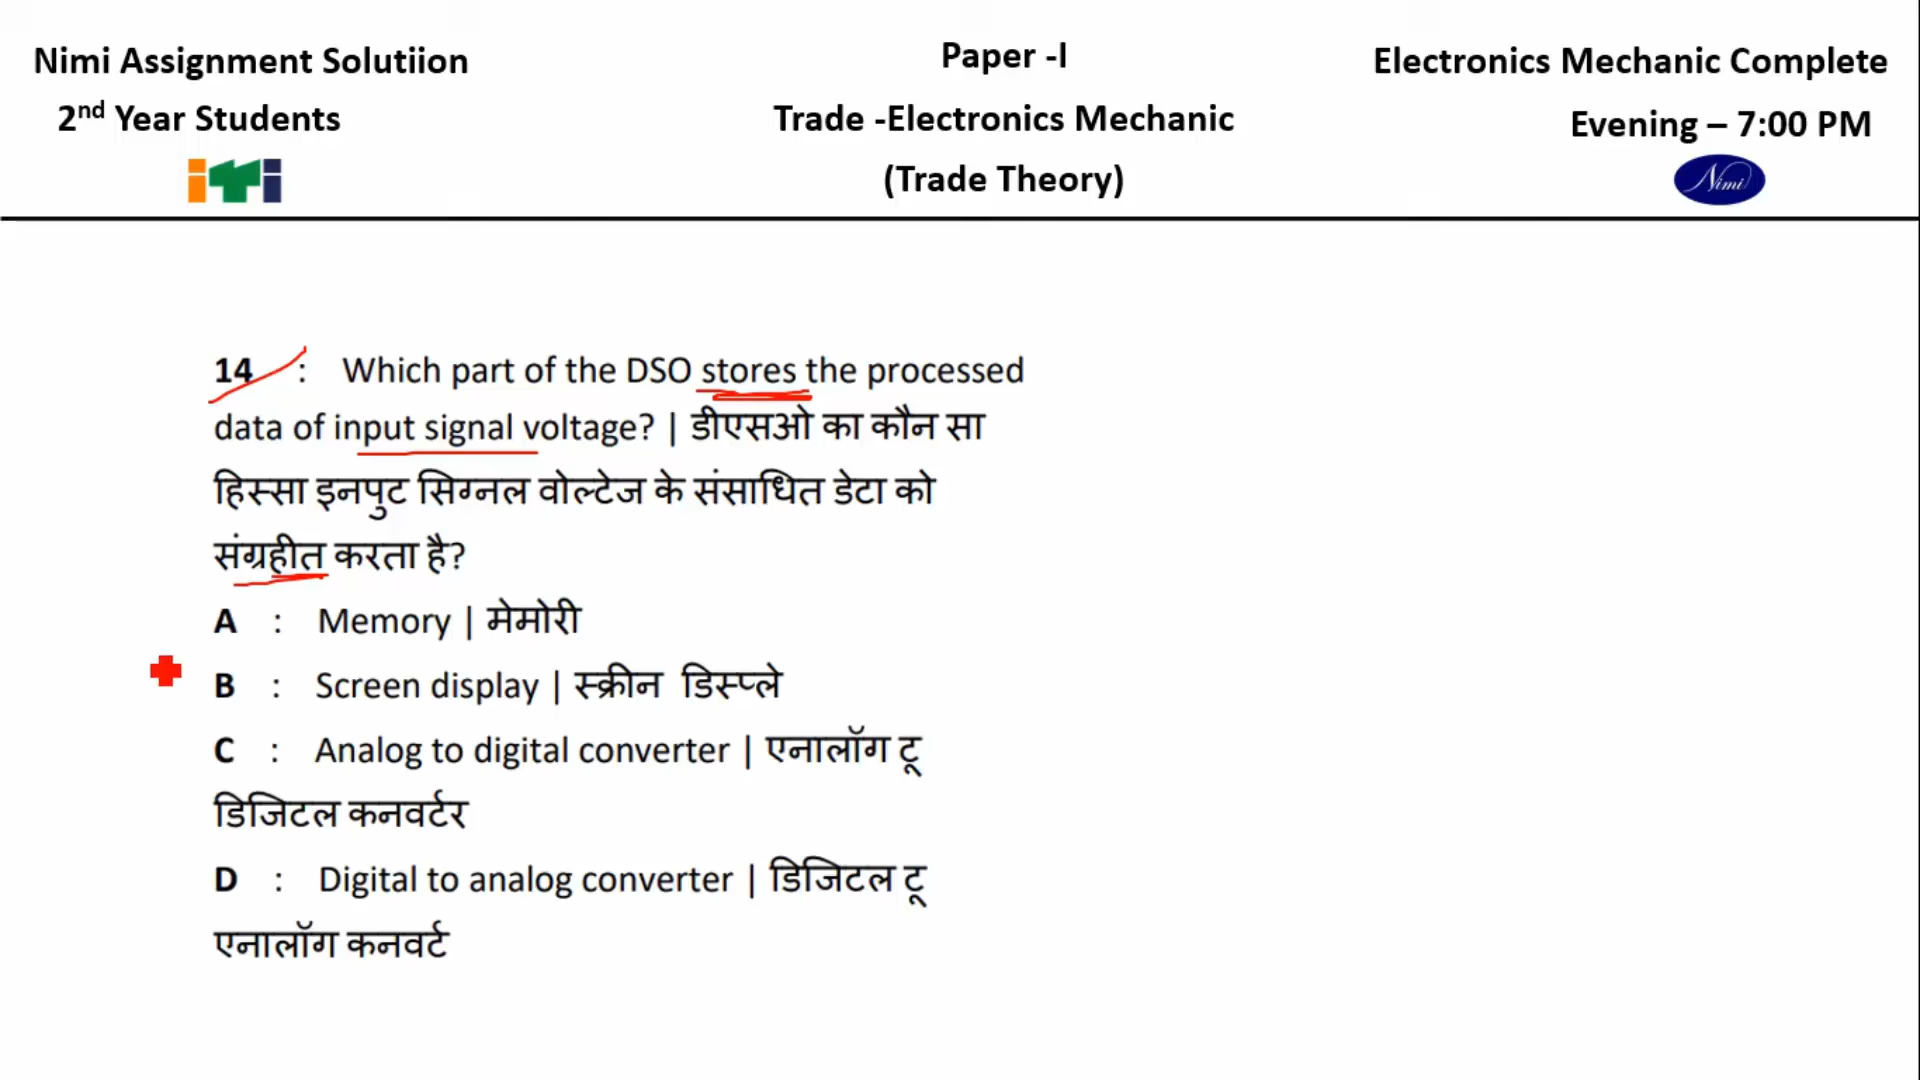 Nimi Assignment Solutiion
2nd Year Students
iTi
Paper -I
Trade -Electronics Mechanic
(Trade Theory)
Electronics Mechanic Complete
Evening – 7:00 PM
Nimi
14 : Which part of the DSO stores the processed
data of input signal voltage? | डीएसओ का कौन सा
हिस्सा इनपुट सिग्नल वोल्टेज के संसाधित डेटा को
संग्रहीत करता है?
A : Memory | मेमोरी
B : Screen display | स्क्रीन डिस्प्ले
C : Analog to digital converter | एनालॉग टू
डिजिटल कनवर्टर
D : Digital to analog converter | डिजिटल टू
एनालॉग कनवर्ट